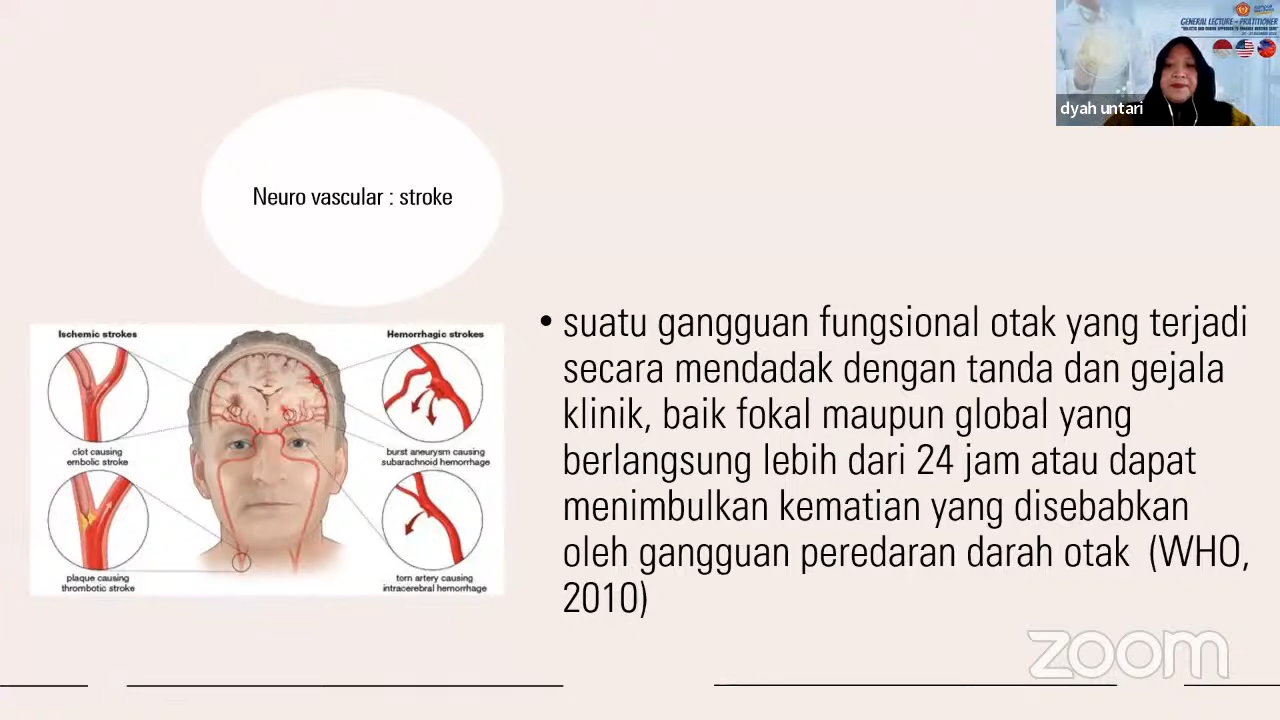 GENERAL LECTURE - PRATITIONER
dyah untari
Neuro vascular : stroke
Ischemic strokes
Hemorrhagic strokes
clot causing
embolic stroke
burst aneurysm causing
subarachnoid hemorrhage
plaque causing
thrombotic stroke
torn artery causing
intracerebral hemorrhage
• suatu gangguan fungsional otak yang terjadi
secara mendadak dengan tanda dan gejala
klinik, baik fokal maupun global yang
berlangsung lebih dari 24 jam atau dapat
menimbulkan kematian yang disebabkan
oleh gangguan peredaran darah otak (WHO,
2010)
zoom